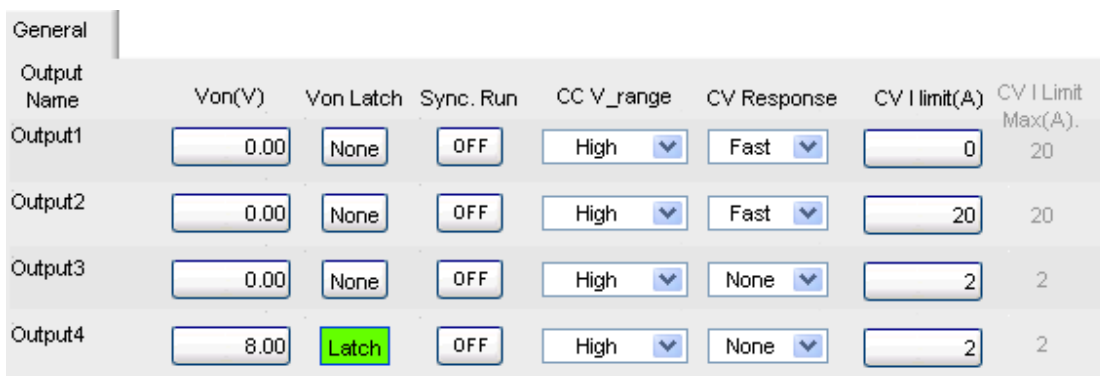 General
Output Name Von(V) Von Latch Sync. Run CC V_range CV Response CV I limit(A) CV I Limit Max(A).
Output1 0.00 None OFF High Fast 0 20
Output2 0.00 None OFF High Fast 20 20
Output3 0.00 None OFF High None 2 2
Output4 8.00 Latch OFF High None 2 2